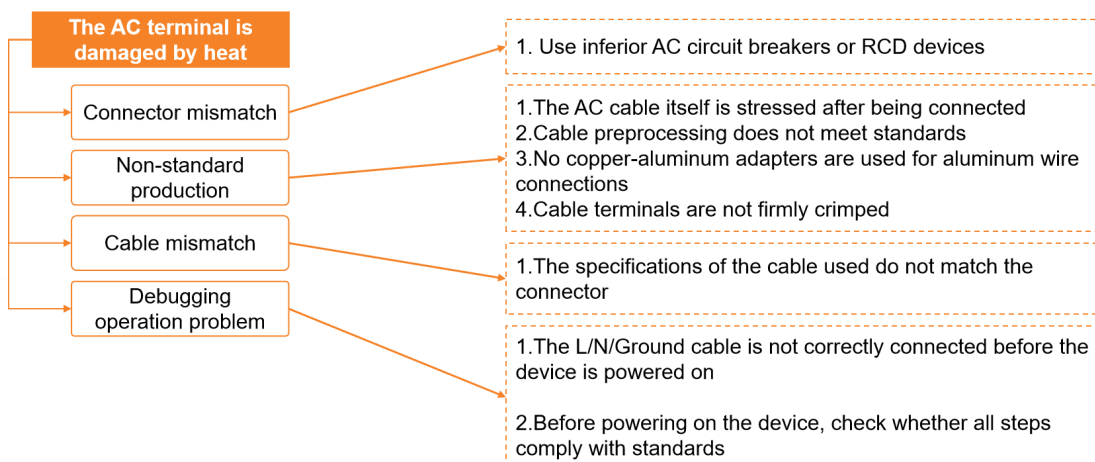 The AC terminal is
damaged by heat
Connector mismatch
Non-standard
production
Cable mismatch
Debugging
operation problem
1. Use inferior AC circuit breakers or RCD devices
1.The AC cable itself is stressed after being connected
2.Cable preprocessing does not meet standards
3.No copper-aluminum adapters are used for aluminum wire
connections
4.Cable terminals are not firmly crimped
1.The specifications of the cable used do not match the
connector
1.The L/N/Ground cable is not correctly connected before the
device is powered on
2.Before powering on the device, check whether all steps
comply with standards